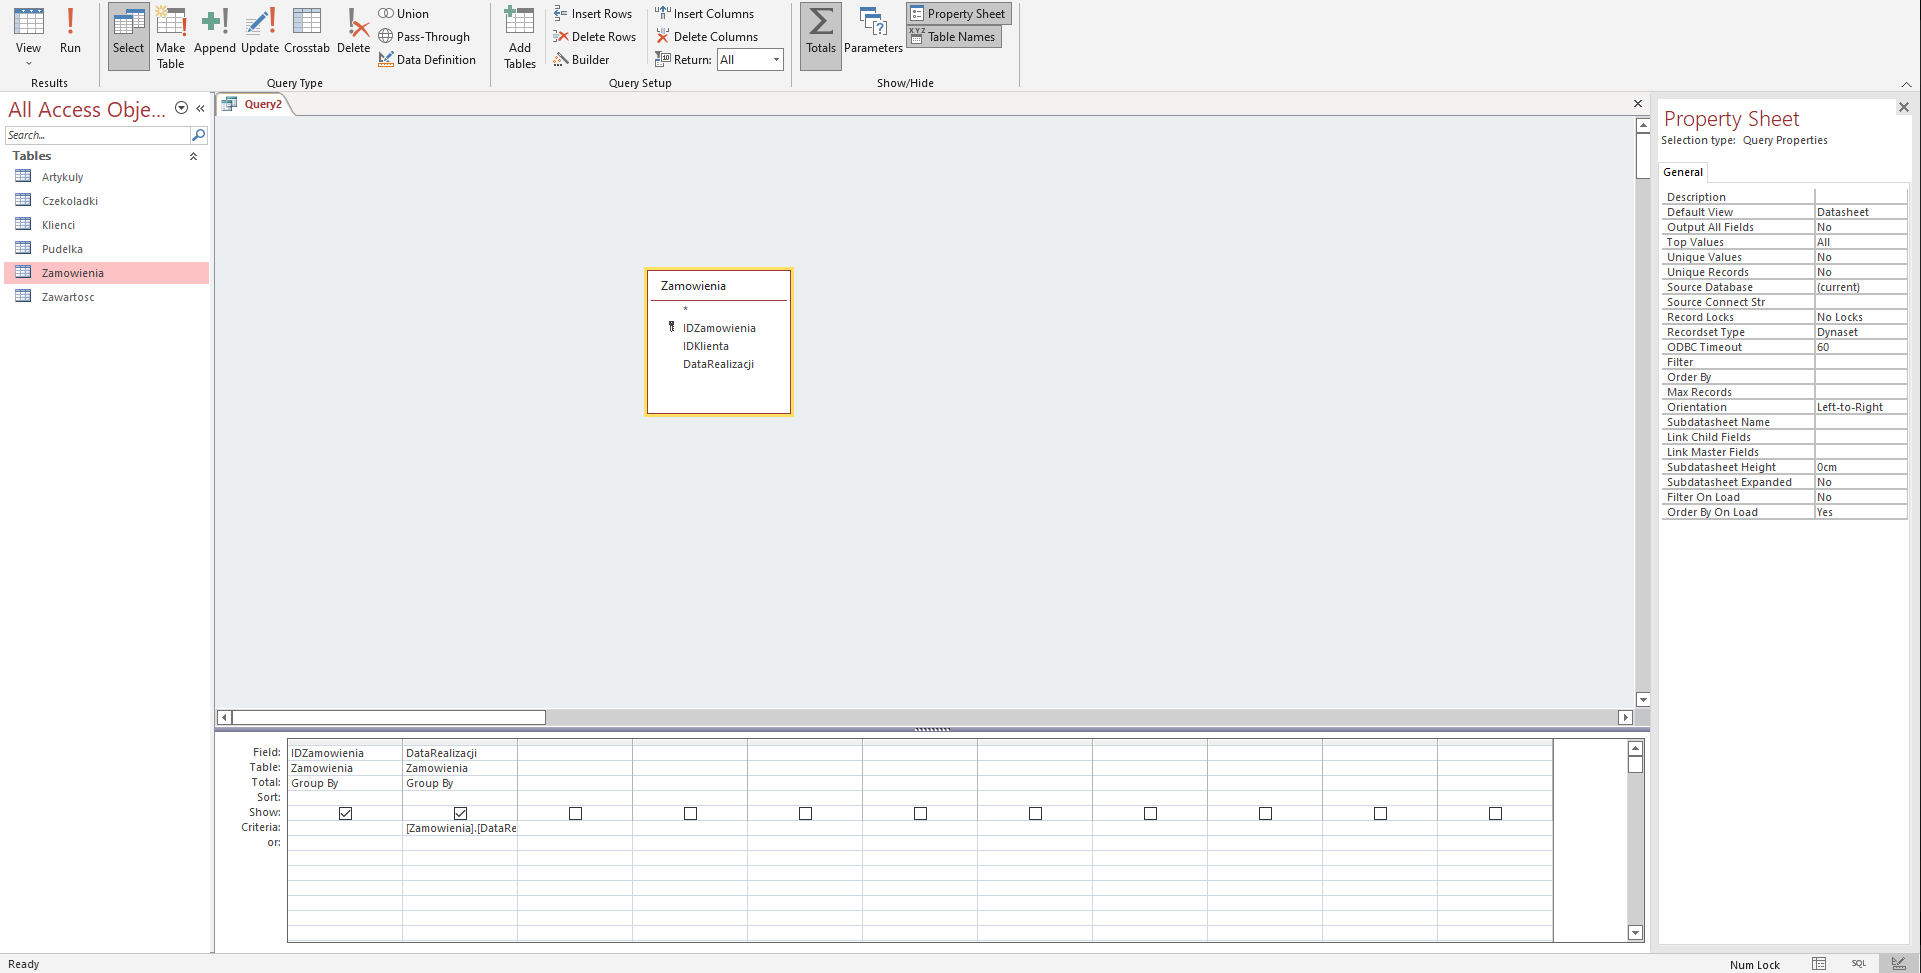 View
Run
Results
Select
Make
Table
Append
Update
Crosstab
Delete
Union
Pass-Through
Data Definition
Query Type
Add
Tables
Insert Rows
Delete Rows
Builder
Insert Columns
Delete Columns
Return: All
Query Setup
Totals
Parameters
Property Sheet
XYZ Table Names
Show/Hide
All Access Obje...
Search...
Tables
Artykuly
Czekoladki
Klienci
Pudelka
Zamowienia
Zawartosc
Query2
Zamowienia
*
IDZamowienia
IDKlienta
DataRealizacji
Field: IDZamowienia DataRealizacji
Table: Zamowienia Zamowienia
Total: Group By Group By
Sort:
Show:
Criteria: [Zamowienia].[DataRe
or:
Property Sheet
Selection type: Query Properties
General
Description
Default View Datasheet
Output All Fields No
Top Values All
Unique Values No
Unique Records No
Source Database (current)
Source Connect Str
Record Locks No Locks
Recordset Type Dynaset
ODBC Timeout 60
Filter
Order By
Max Records
Orientation Left-to-Right
Subdatasheet Name
Link Child Fields
Link Master Fields
Subdatasheet Height 0cm
Subdatasheet Expanded No
Filter On Load No
Order By On Load Yes
Ready
Num Lock
SQL